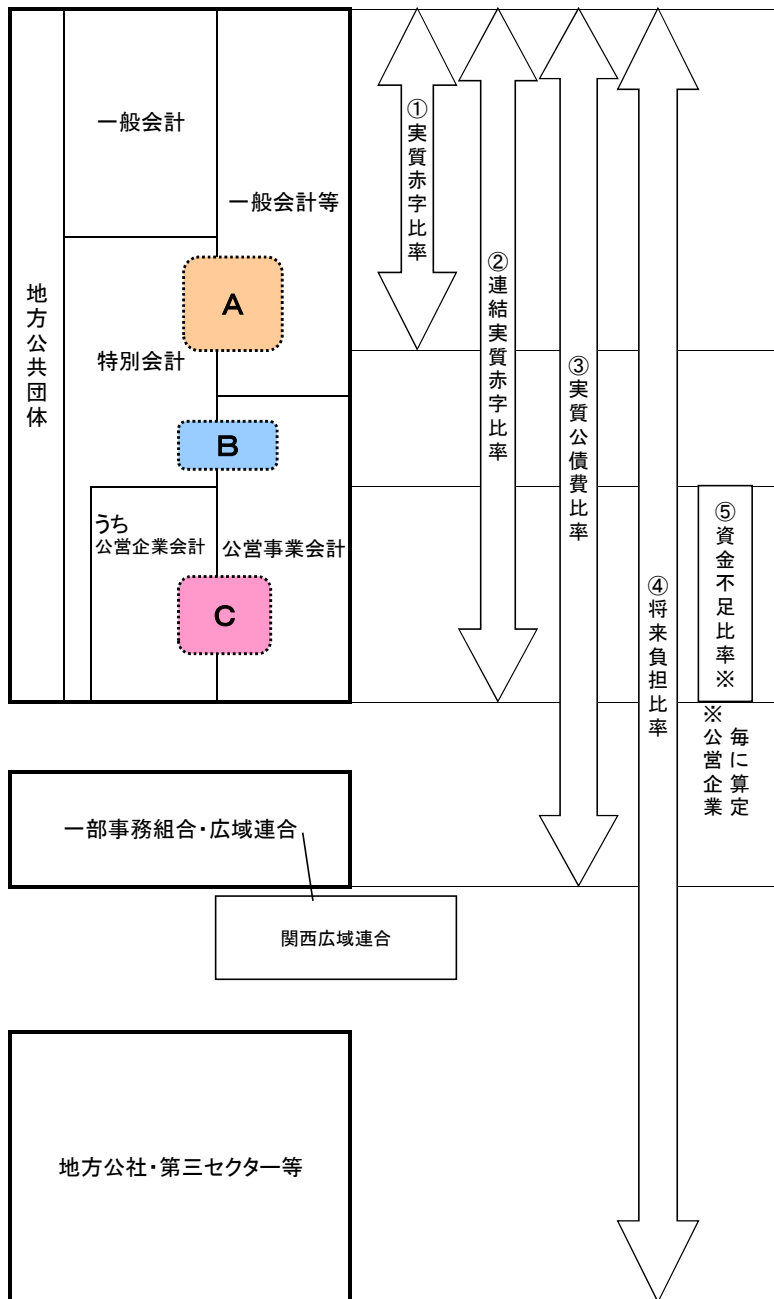 地方公共団体
一般会計
一般会計等
A
特別会計
B
うち
公営企業会計
公営事業会計
C
①実質赤字比率
②連結実質赤字比率
③実質公債費比率
④将来負担比率
⑤資金不足比率※
※公営企業
毎に算定
一部事務組合・広域連合
関西広域連合
地方公社・第三セクター等